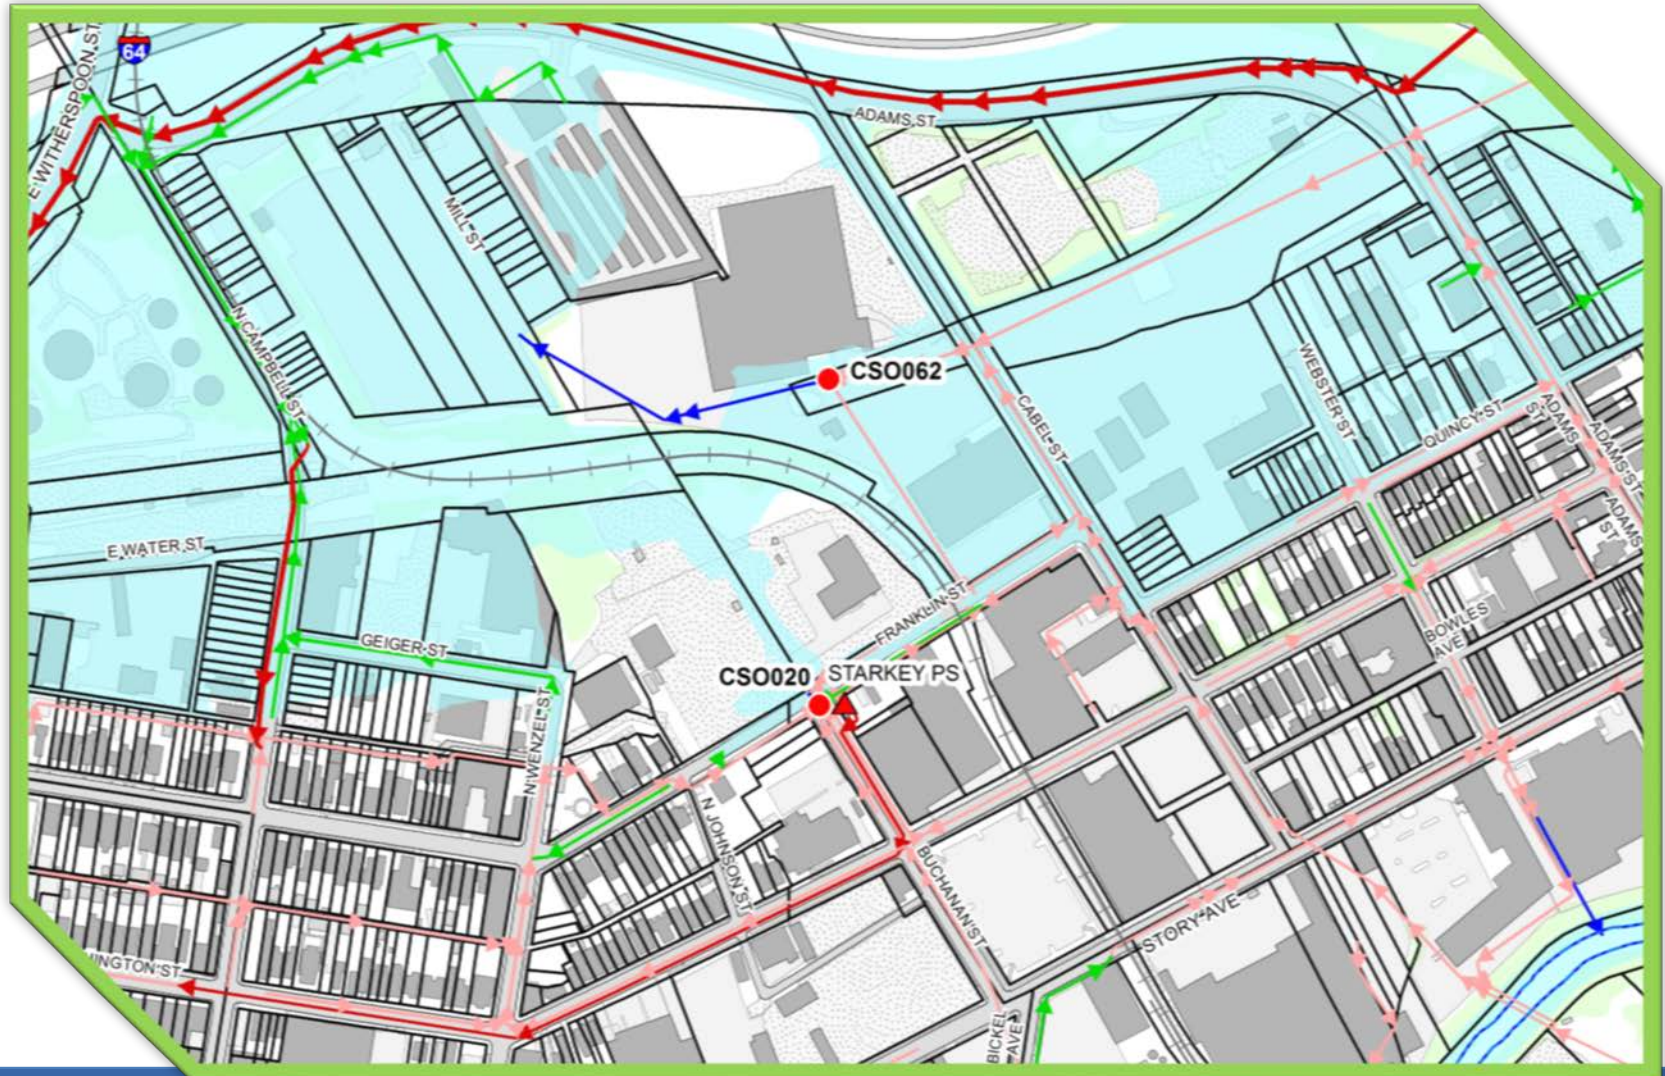 E WITHERSPOON ST
64
ADAMS ST
MILL ST
N CAMPBELL ST
CSO062
CABEL ST
WEBSTER ST
QUINCY ST
ADAMS
ST
ADAMS ST
ADAMS
ST
E WATER ST
GEIGER ST
FRANKLIN ST
BOWLES
AVE
CSO020
STARKEY PS
N WENZEL ST
N JOHNSON ST
BUCHANAN ST
STORY AVE
INGTON ST
BICKEL
AVE